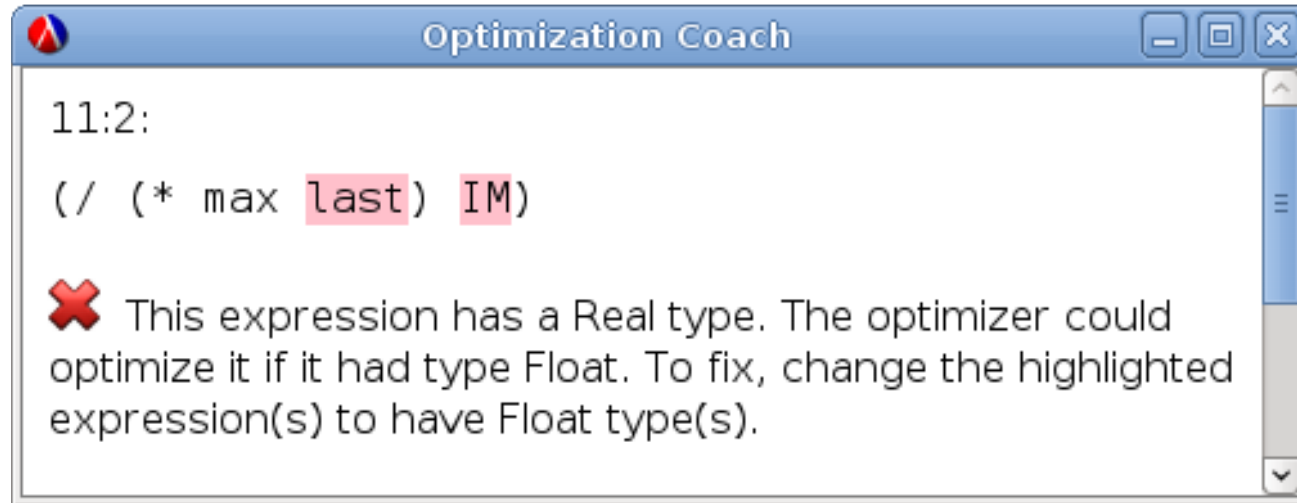 Optimization Coach
11:2:
(/ (* max last) IM)
This expression has a Real type. The optimizer could
optimize it if it had type Float. To fix, change the highlighted
expression(s) to have Float type(s).